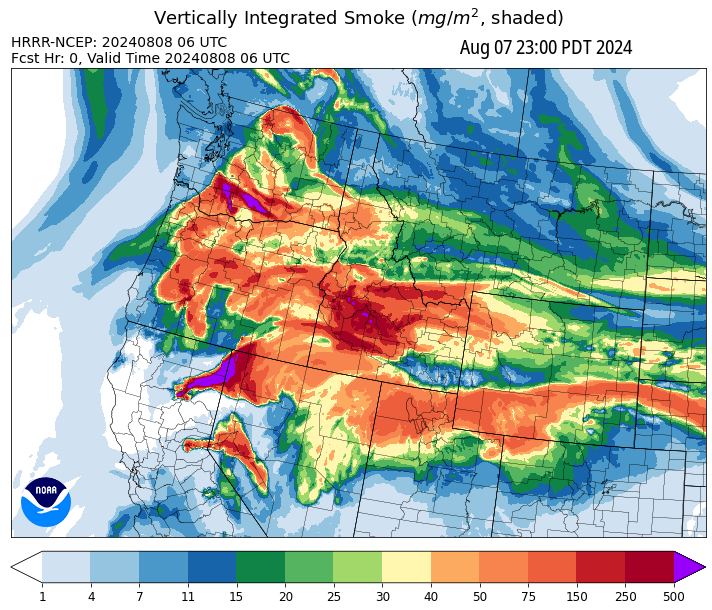 Vertically Integrated Smoke (mg/m², shaded)
HRRR-NCEP: 20240808 06 UTC
Aug 07 23:00 PDT 2024
Fcst Hr: 0, Valid Time 20240808 06 UTC
NOAA
1 4 7 11 15 20 25 30 40 50 75 150 250 500